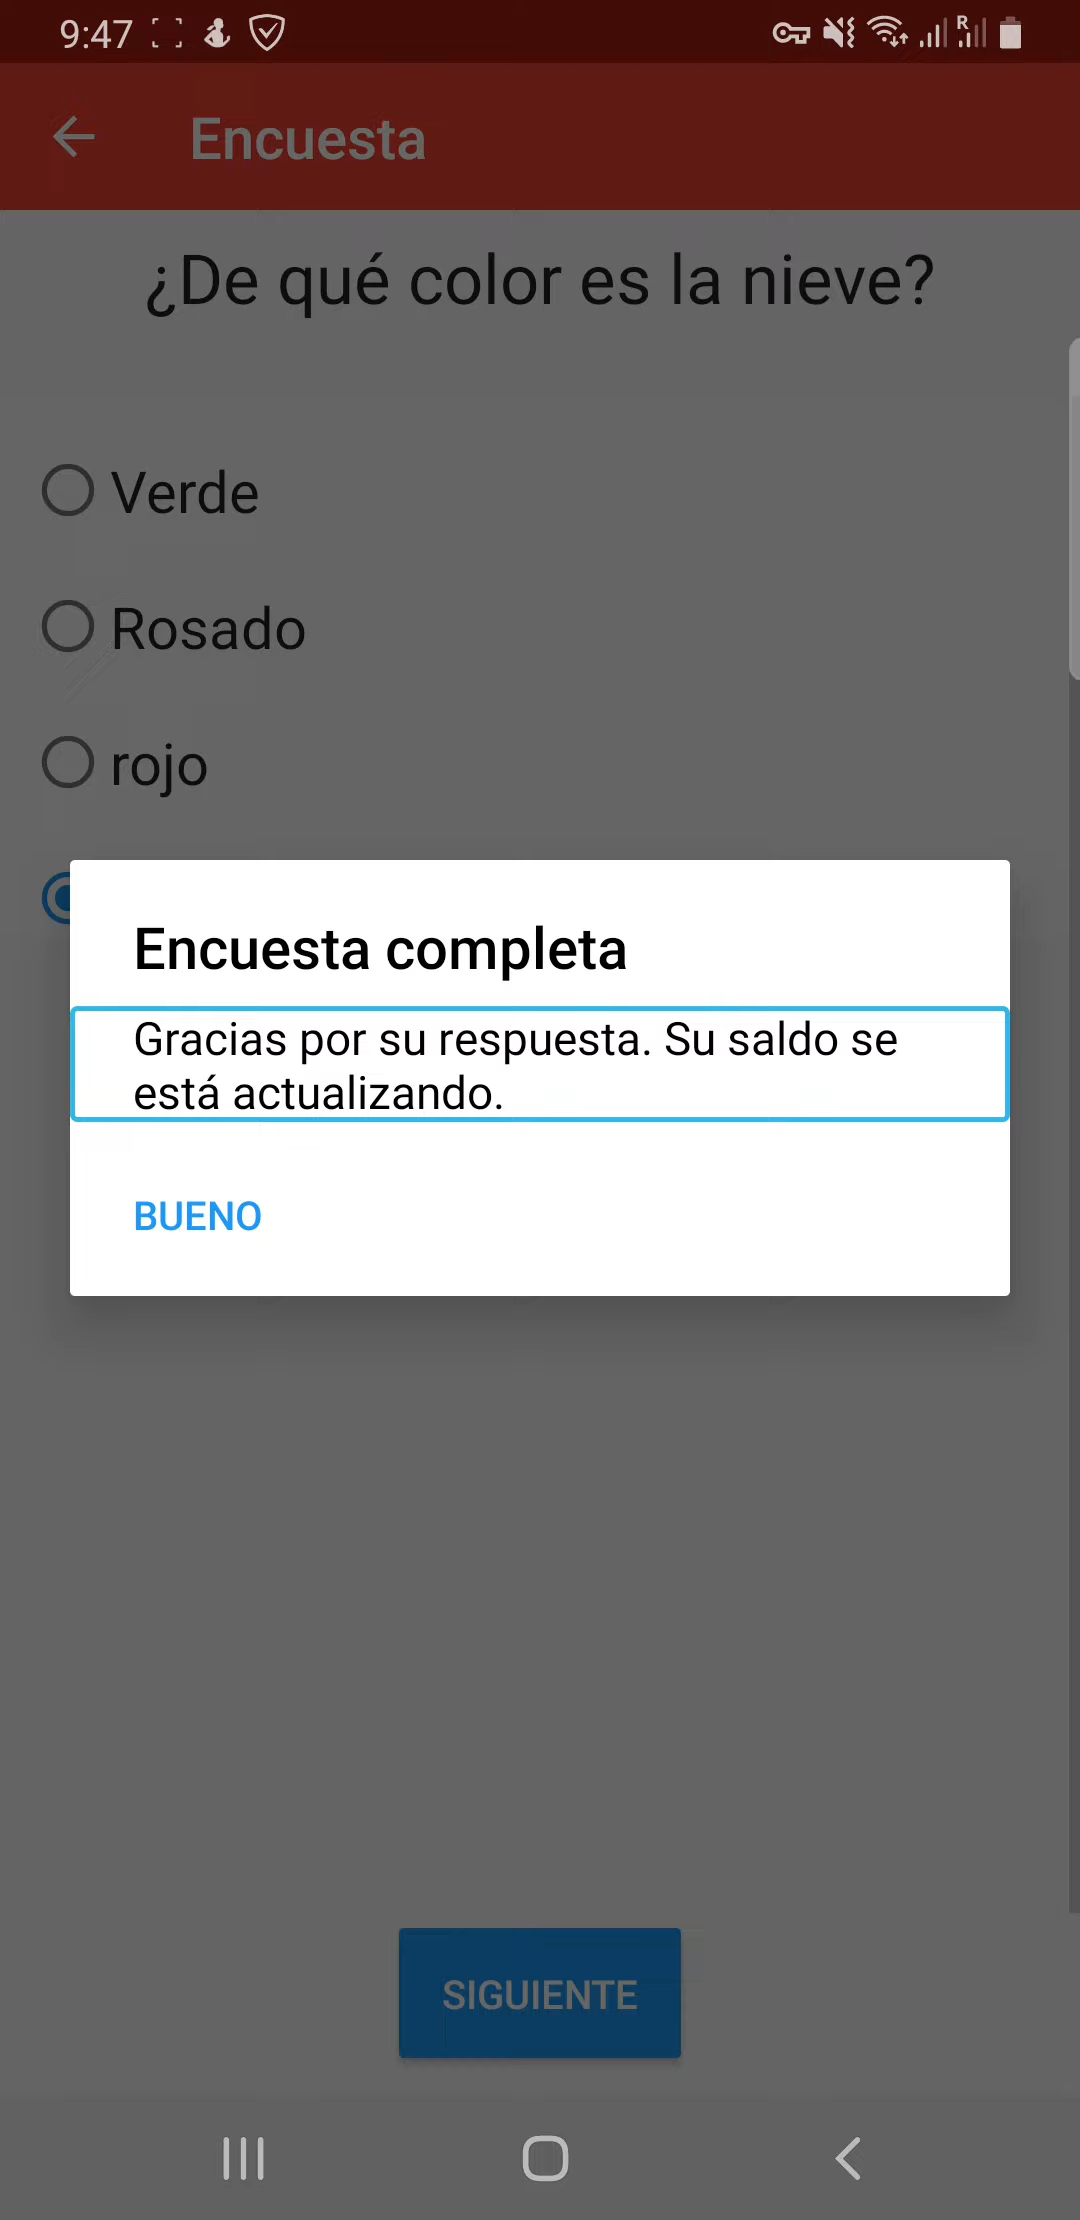 9:47
R
Encuesta
¿De qué color es la nieve?
Verde
Rosado
rojo
Encuesta completa
Gracias por su respuesta. Su saldo se
está actualizando.
BUENO
SIGUIENTE